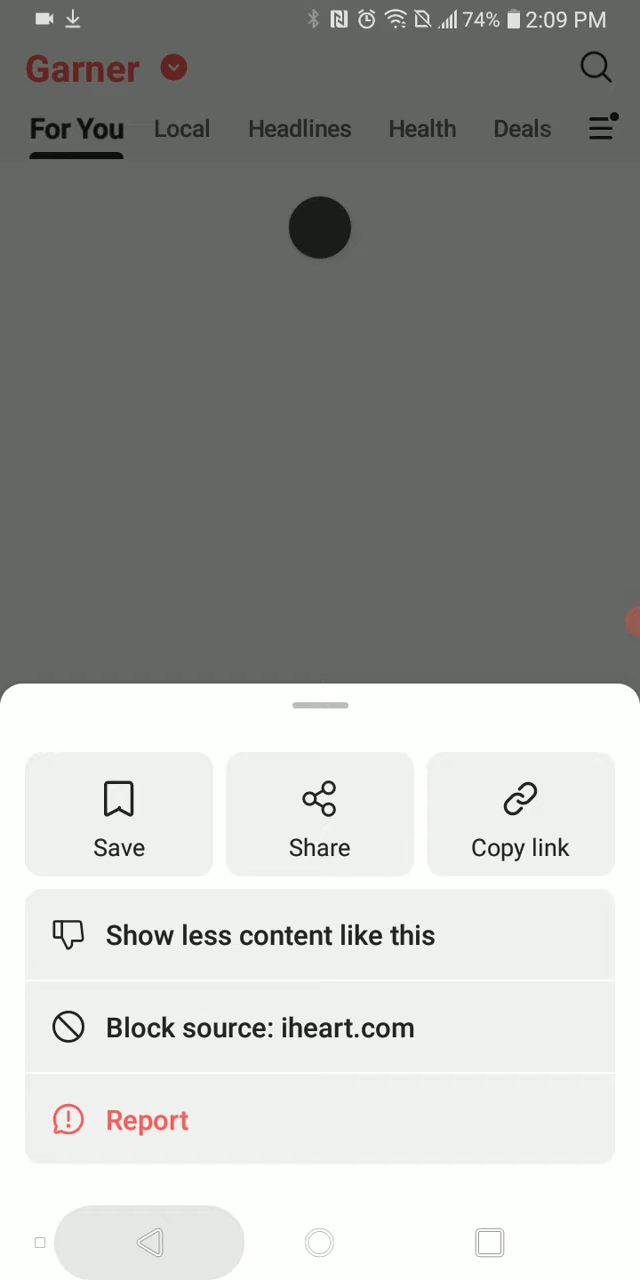 74% 2:09 PM
Garner
For You Local Headlines Health Deals
Save Share Copy link
Show less content like this
Block source: iheart.com
Report